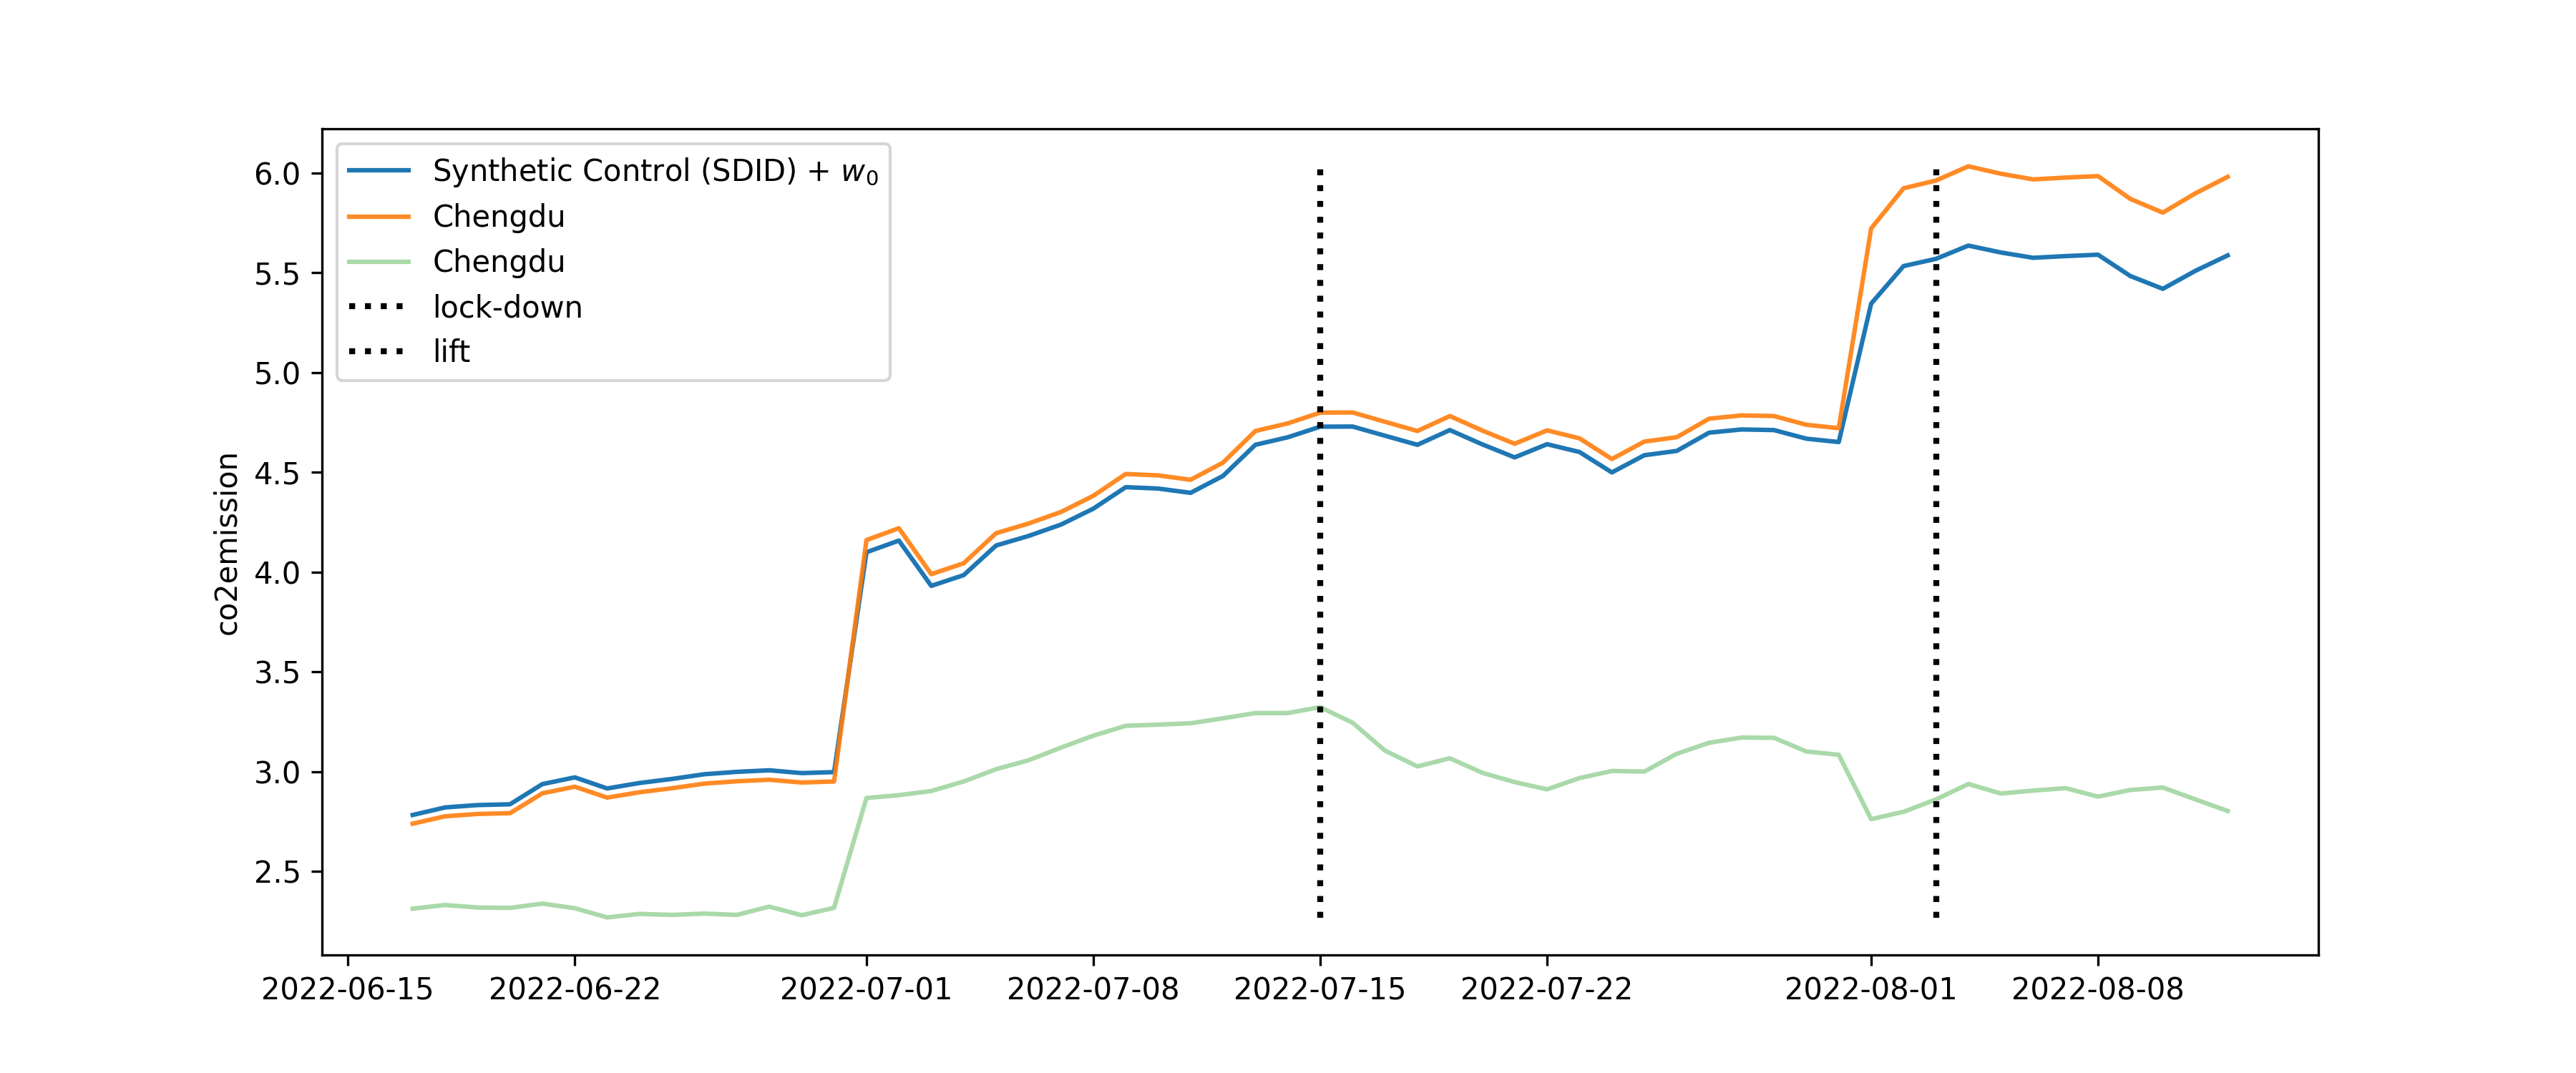 Synthetic Control (SDID) + w₀
Chengdu
Chengdu
lock-down
lift
co2emission
6.0
5.5
5.0
4.5
4.0
3.5
3.0
2.5
2022-06-15 2022-06-22 2022-07-01 2022-07-08 2022-07-15 2022-07-22 2022-08-01 2022-08-08